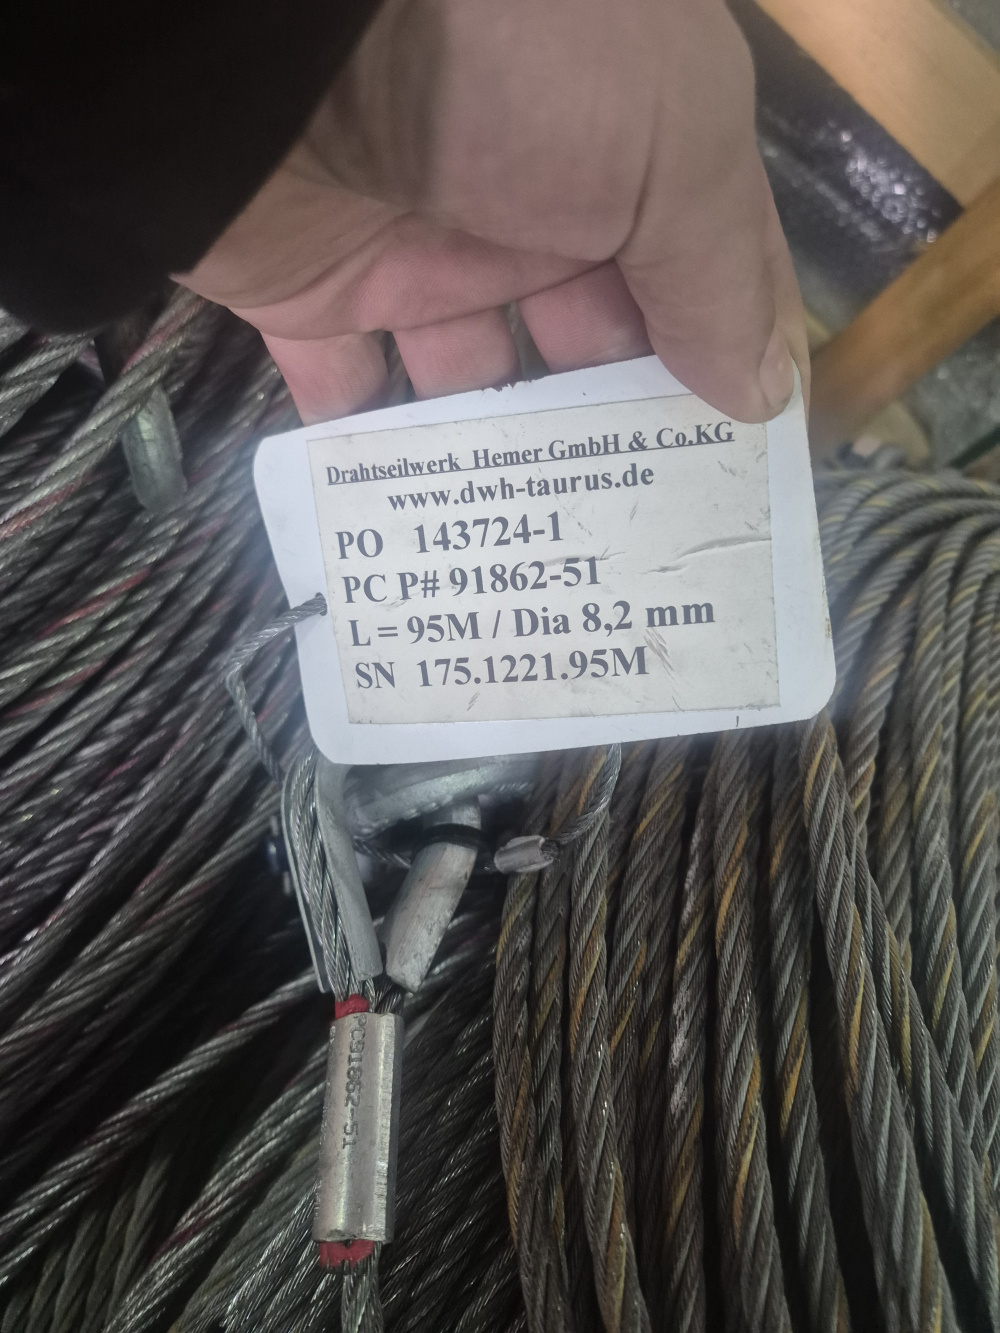 Drahtseilwerk Hemer GmbH & Co.KG
www.dwh-taurus.de
PO 143724-1
PC P# 91862-51
L = 95M / Dia 8,2 mm
SN 175.1221.95M
PC91862-51